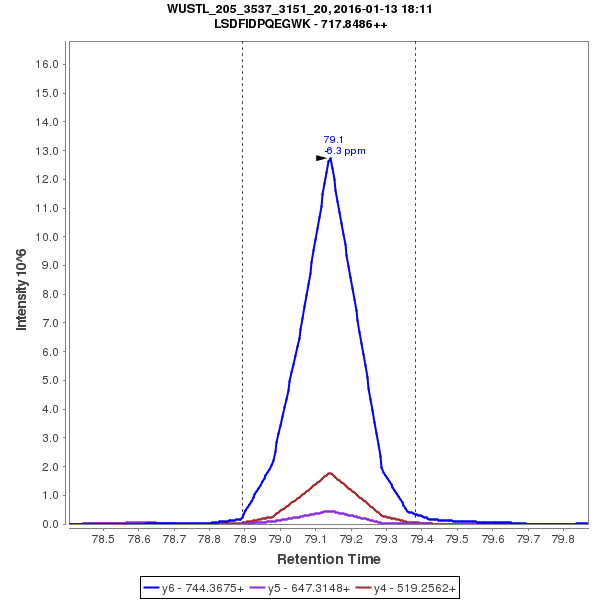 WUSTL_205_3537_3151_20, 2016-01-13 18:11
LSDFIDPQEGWK - 717.8486++
16.0
15.0
14.0
13.0
12.0
11.0
10.0
9.0
8.0
7.0
6.0
5.0
4.0
3.0
2.0
1.0
0.0
Intensity 10^6
79.1
-6.3 ppm
78.5 78.6 78.7 78.8 78.9 79.0 79.1 79.2 79.3 79.4 79.5 79.6 79.7 79.8
Retention Time
y6 - 744.3675+ y5 - 647.3148+ y4 - 519.2562+